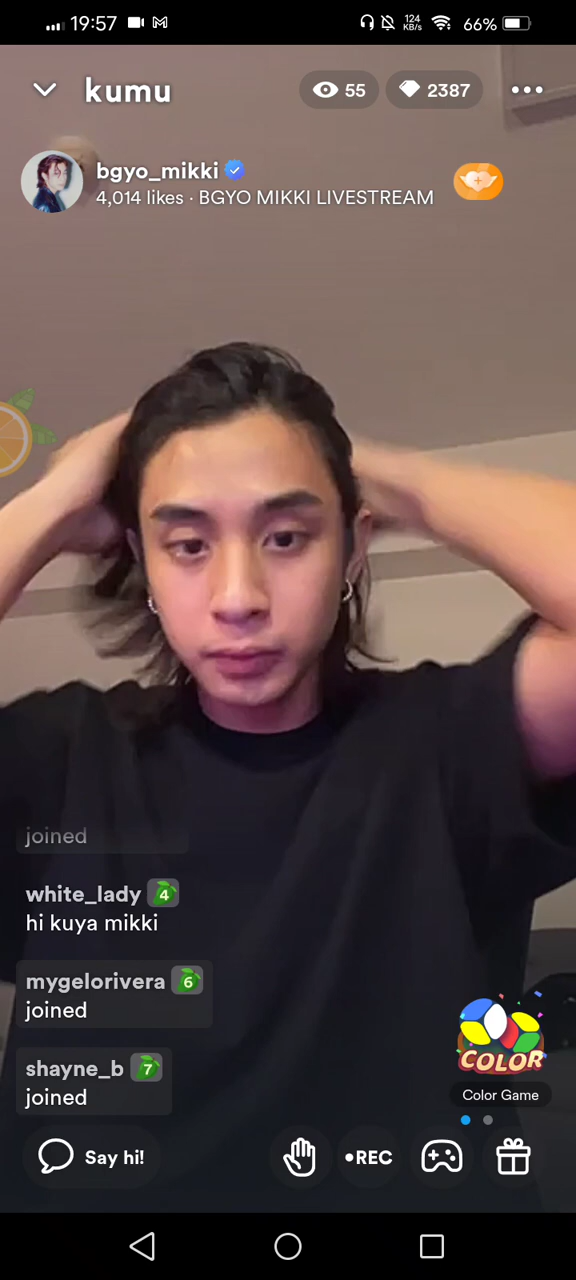 19:57
124
KB/s
66%
kumu
55
2387
bgyo_mikki
4,014 likes · BGYO MIKKI LIVESTREAM
joined
white_lady 4
hi kuya mikki
mygelorivera 6
joined
shayne_b 7
joined
COLOR
Color Game
Say hi!
•REC